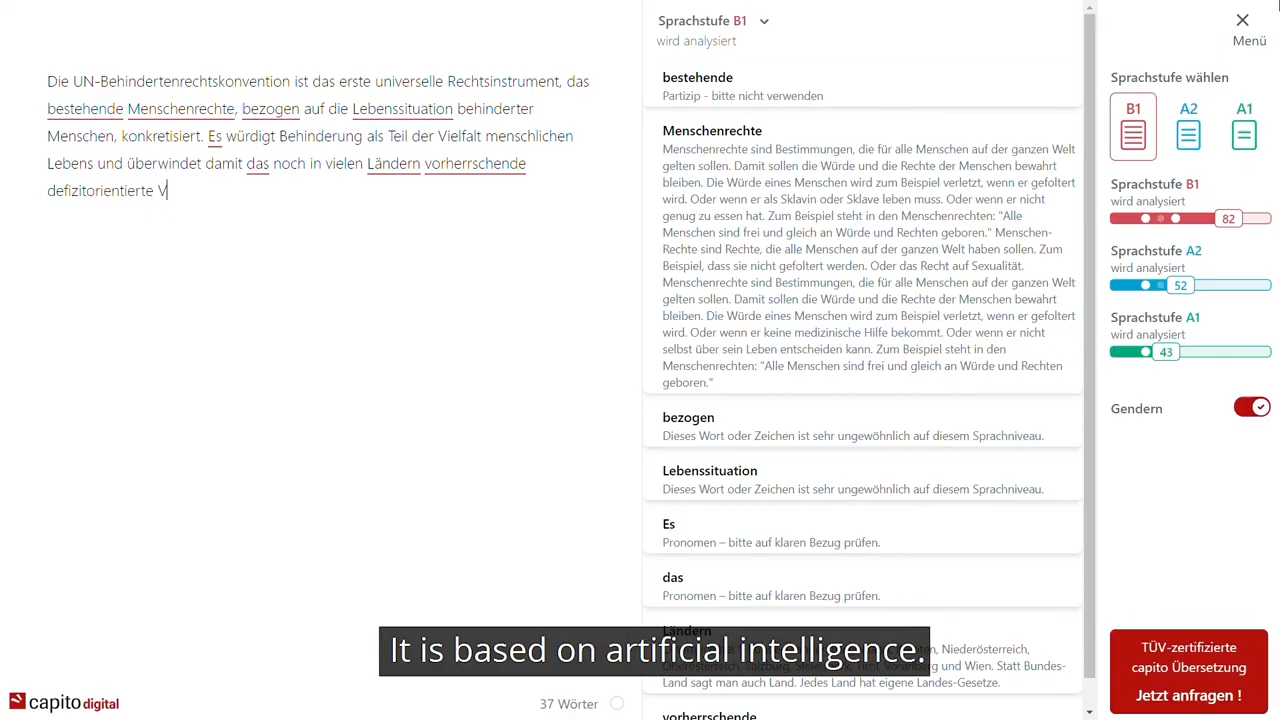 Die UN-Behindertenrechtskonvention ist das erste universelle Rechtsinstrument, das
bestehende Menschenrechte, bezogen auf die Lebenssituation behinderter
Menschen, konkretisiert. Es würdigt Behinderung als Teil der Vielfalt menschlichen
Lebens und überwindet damit das noch in vielen Ländern vorherrschende
defizitorientierte V
Sprachstufe B1
wird analysiert
bestehende
Partizip - bitte nicht verwenden
Menschenrechte
Menschenrechte sind Bestimmungen, die für alle Menschen auf der ganzen Welt
gelten sollen. Damit sollen die Würde und die Rechte der Menschen bewahrt
bleiben. Die Würde eines Menschen wird zum Beispiel verletzt, wenn er gefoltert
wird. Oder wenn er als Sklavin oder Sklave leben muss. Oder wenn er nicht
genug zu essen hat. Zum Beispiel steht in den Menschenrechten: "Alle
Menschen sind frei und gleich an Würde und Rechten geboren." Menschen-
Rechte sind Rechte, die alle Menschen auf der ganzen Welt haben sollen. Zum
Beispiel, dass sie nicht gefoltert werden. Oder das Recht auf Sexualität.
Menschenrechte sind Bestimmungen, die für alle Menschen auf der ganzen Welt
gelten sollen. Damit sollen die Würde und die Rechte der Menschen bewahrt
bleiben. Die Würde eines Menschen wird zum Beispiel verletzt, wenn er gefoltert
wird. Oder wenn er keine medizinische Hilfe bekommt. Oder wenn er nicht
selbst über sein Leben entscheiden kann. Zum Beispiel steht in den
Menschenrechten: "Alle Menschen sind frei und gleich an Würde und Rechten
geboren."
bezogen
Dieses Wort oder Zeichen ist sehr ungewöhnlich auf diesem Sprachniveau.
Lebenssituation
Dieses Wort oder Zeichen ist sehr ungewöhnlich auf diesem Sprachniveau.
Es
Pronomen – bitte auf klaren Bezug prüfen.
das
Pronomen – bitte auf klaren Bezug prüfen.
Ländern
Niederösterreich,
und Wien. Statt Bundes-
Land sagt man auch Land. Jedes Land hat eigene Landes-Gesetze.
vorherrschende
Menü
Sprachstufe wählen
B1 A2 A1
Sprachstufe B1
wird analysiert
82
Sprachstufe A2
wird analysiert
52
Sprachstufe A1
wird analysiert
43
Gendern
TÜV-zertifizierte
capito Übersetzung
Jetzt anfragen !
It is based on artificial intelligence.
capito digital
37 Wörter